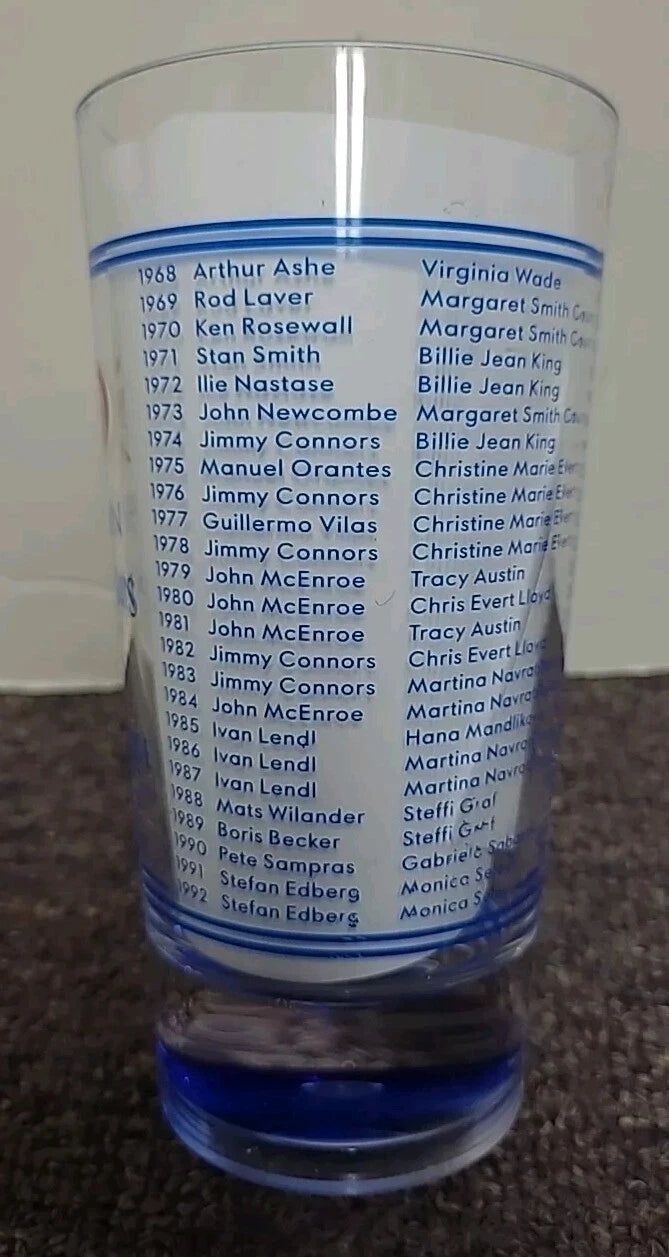 1968 Arthur Ashe Virginia Wade
1969 Rod Laver Margaret Smith
1970 Ken Rosewall Margaret Smith
1971 Stan Smith Billie Jean King
1972 Ilie Nastase Billie Jean King
1973 John Newcombe Margaret Smith
1974 Jimmy Connors Billie Jean King
1975 Manuel Orantes Christine Marie
1976 Jimmy Connors Christine Marie
1977 Guillermo Vilas Christine Marie
1978 Jimmy Connors Christine Marie
1979 John McEnroe Tracy Austin
1980 John McEnroe Chris Evert Lloyd
1981 John McEnroe Tracy Austin
1982 Jimmy Connors Chris Evert Lloyd
1983 Jimmy Connors Martina
1984 John McEnroe Martina
1985 Ivan Lendl Hana
1986 Ivan Lendl Martina
1987 Ivan Lendl Martina
1988 Mats Wilander Steffi Graf
1989 Boris Becker Steffi Graf
1990 Pete Sampras
1991 Stefan Edberg Monica
1992 Stefan Edberg Monica